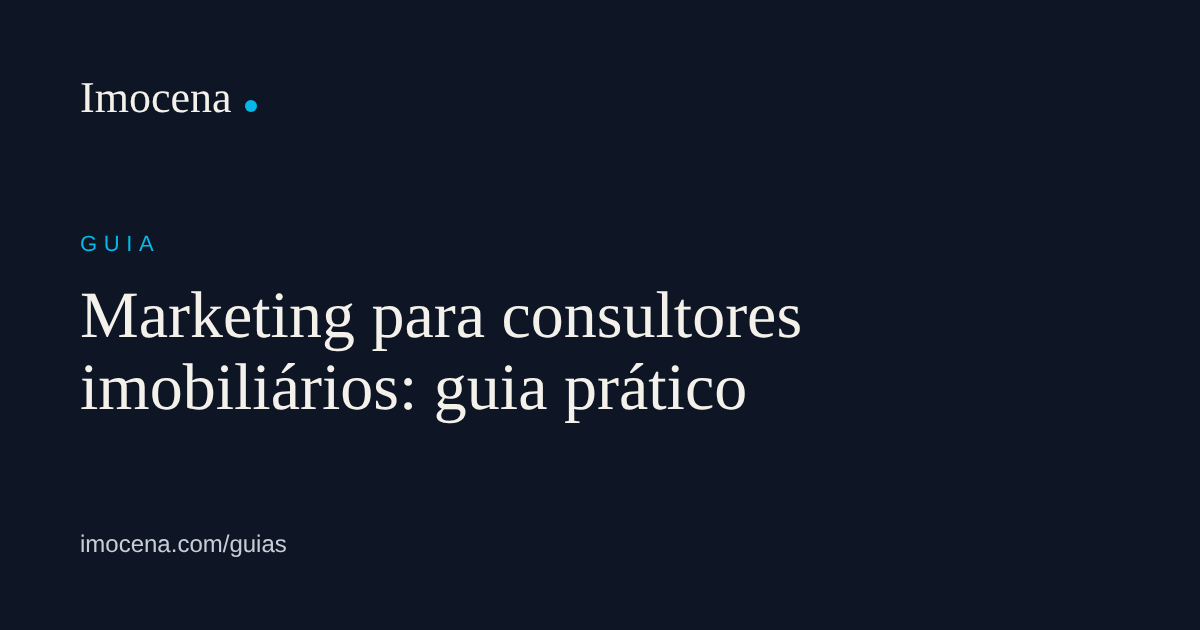 Imocena
GUIA
Marketing para consultores
imobiliários: guia prático
imocena.com/guias